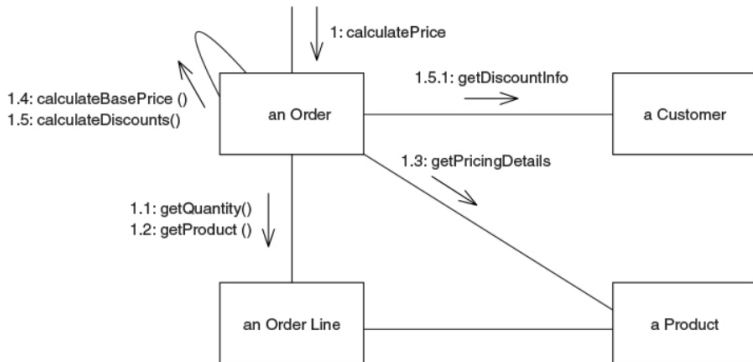 1: calculatePrice
1.5.1: getDiscountInfo
1.4: calculateBasePrice ()
1.5: calculateDiscounts()
an Order
a Customer
1.3: getPricingDetails
1.1: getQuantity()
1.2: getProduct ()
an Order Line
a Product